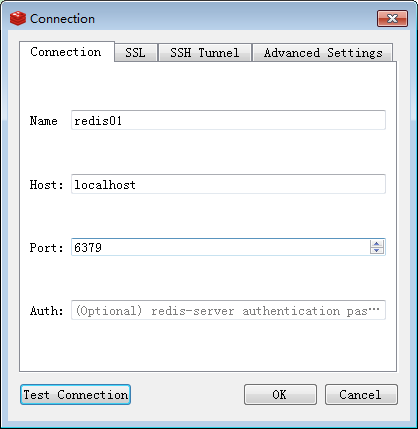 Connection
Connection SSL SSH Tunnel Advanced Settings
Name redis01
Host: localhost
Port: 6379
Auth: (Optional) redis-server authentication pas…
Test Connection OK Cancel